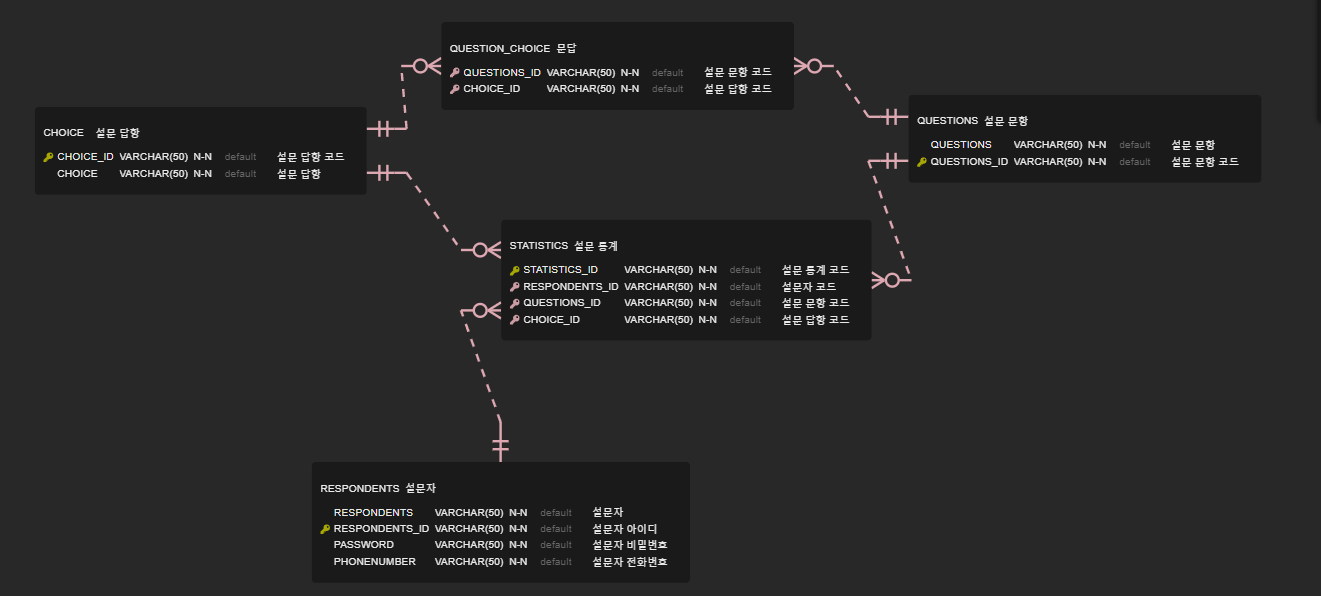 QUESTION_CHOICE 문답
QUESTIONS_ID VARCHAR(50) N-N default 설문 문항 코드
CHOICE_ID VARCHAR(50) N-N default 설문 답항 코드
CHOICE 설문 답항
CHOICE_ID VARCHAR(50) N-N default 설문 답항 코드
CHOICE VARCHAR(50) N-N default 설문 답항
QUESTIONS 설문 문항
QUESTIONS VARCHAR(50) N-N default 설문 문항
QUESTIONS_ID VARCHAR(50) N-N default 설문 문항 코드
STATISTICS 설문 통계
STATISTICS_ID VARCHAR(50) N-N default 설문 통계 코드
RESPONDENTS_ID VARCHAR(50) N-N default 설문자 코드
QUESTIONS_ID VARCHAR(50) N-N default 설문 문항 코드
CHOICE_ID VARCHAR(50) N-N default 설문 답항 코드
RESPONDENTS 설문자
RESPONDENTS VARCHAR(50) N-N default 설문자
RESPONDENTS_ID VARCHAR(50) N-N default 설문자 아이디
PASSWORD VARCHAR(50) N-N default 설문자 비밀번호
PHONENUMBER VARCHAR(50) N-N default 설문자 전화번호